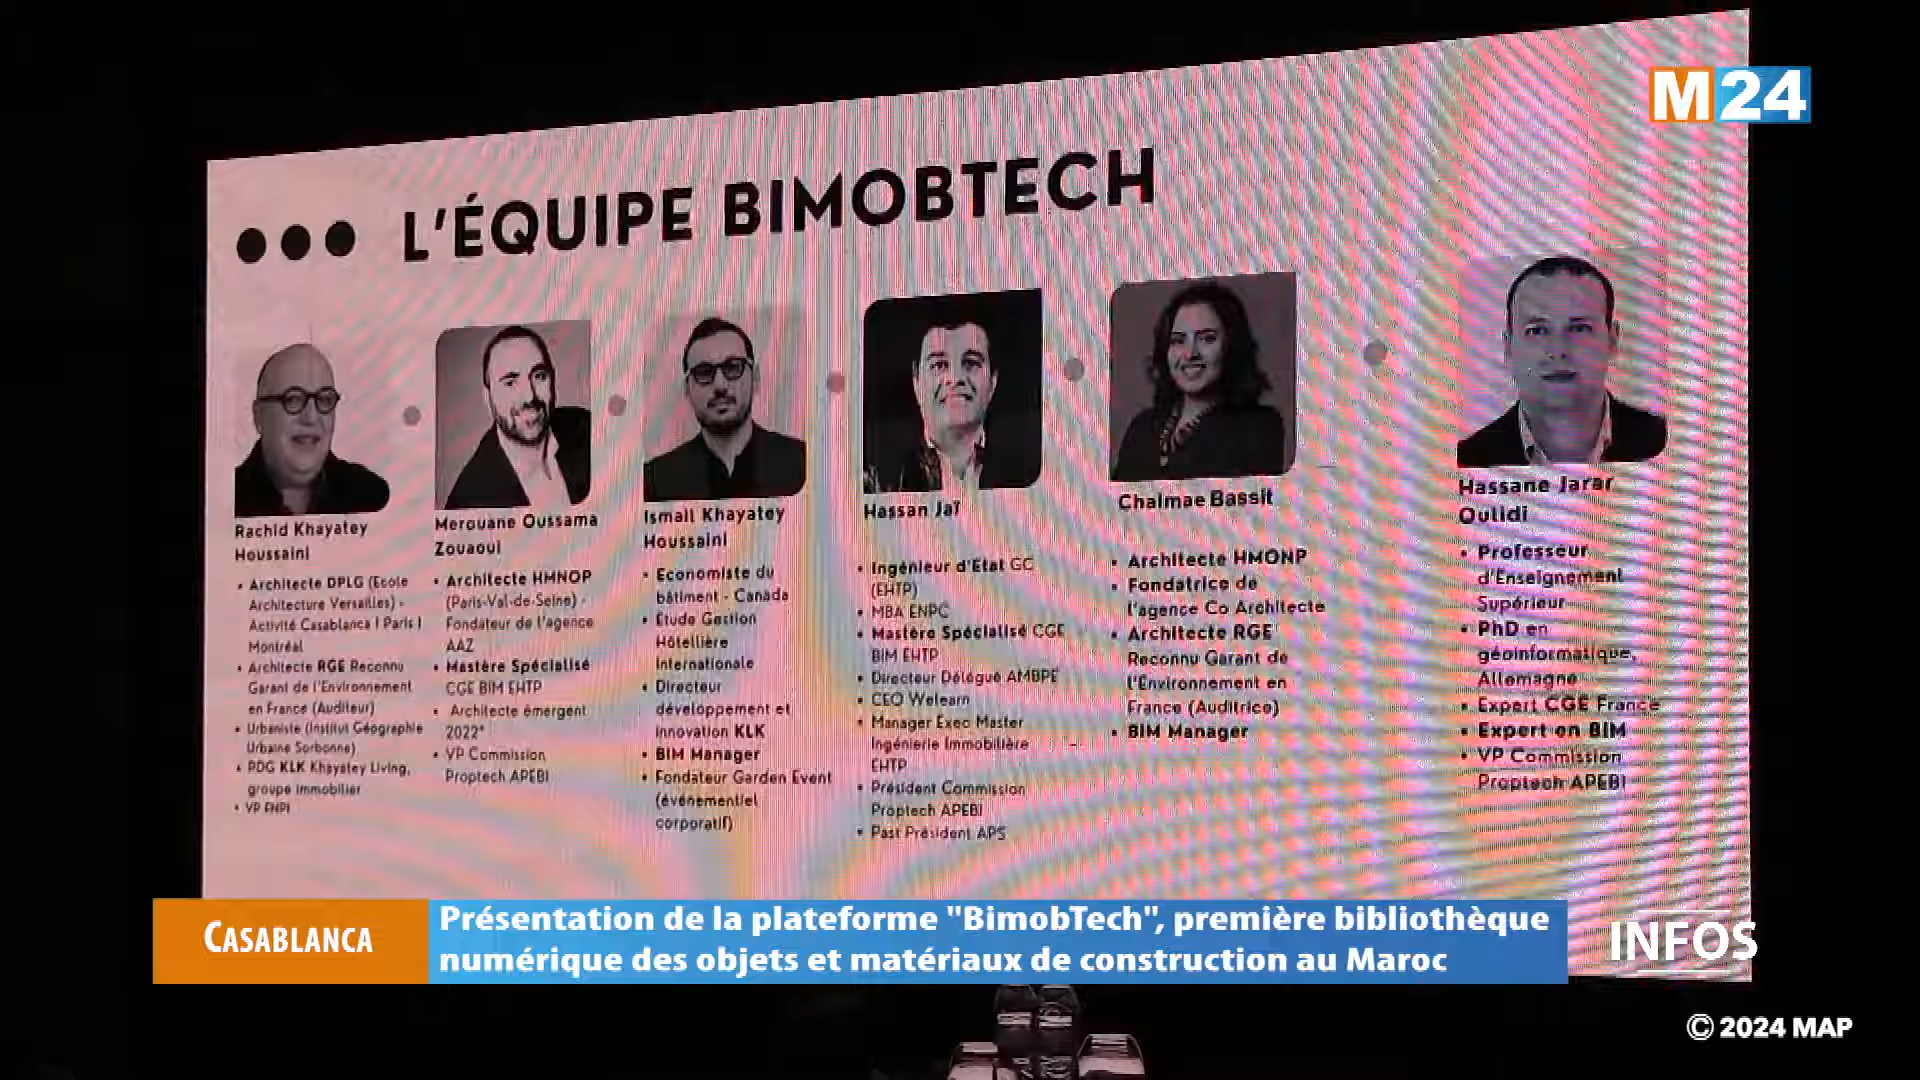 M24
L'ÉQUIPE BIMOBTECH
Rachid Khayatey
Houssaini
• Architecte DPLG (Ecole
Architecture Versailles) -
Activité Casablanca | Paris |
Montréal
• Architecte RGE Reconnu
Garant de l'Environnement
en France (Auditeur)
• Urbaniste (Institut Géographie
Urbaine Sorbonne)
• PDG KLK Khayatey Living,
groupe immobilier
• VP FNPI
Merouane Oussama
Zouaoui
• Architecte HMNOP
(Paris-Val-de-Seine) -
Fondateur de l'agence
AAZ
• Mastère Spécialisé
CGE BIM EHTP
• Architecte émergent
2022"
• VP Commission
Proptech APEBI
Ismail Khayatey
Houssaini
• Economiste du
bâtiment - Canada
• Etude Gestion
Hôtellière
Internationale
• Directeur
développement et
innovation KLK
• BIM Manager
• Fondateur Garden Event
(événementiel
corporatif)
Hassan Jaï
• Ingénieur d'Etat GC
(EHTP)
• MBA ENPC
• Mastère Spécialisé CGE
BIM EHTP
• Directeur Délégué AMBPE
• CEO Welearn
• Manager Exec Master
Ingénierie Immobilière
EHTP
• Président Commission
Proptech APEBI
• Past Président APS
Chaimae Bassit
• Architecte HMONP
• Fondatrice de
l'agence Co Architecte
• Architecte RGE
Reconnu Garant de
l'Environnement en
France (Auditrice)
• BIM Manager
Hassane Jarar
Oulidi
• Professeur
d'Enseignement
Supérieur
• PhD en
géoinformatique,
Allemagne
• Expert CGE France
• Expert en BIM
• VP Commission
Proptech APEBI
CASABLANCA
Présentation de la plateforme "BimobTech", première bibliothèque
numérique des objets et matériaux de construction au Maroc
INFOS
© 2024 MAP